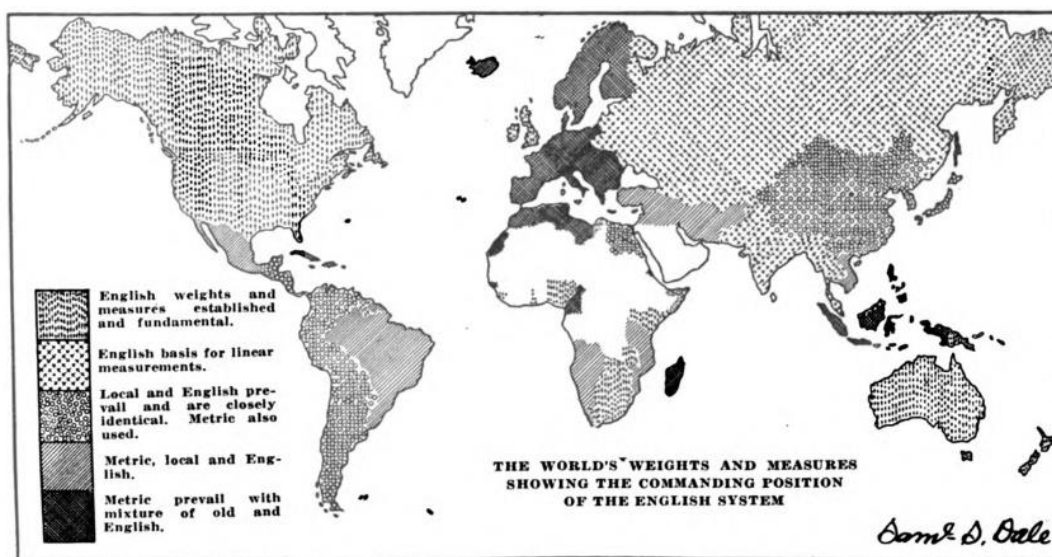 English weights and
measures established
and fundamental.
English basis for linear
measurements.
Local and English pre-
vail and are closely
identical. Metric also
used.
Metric, local and Eng-
lish.
Metric prevail with
mixture of old and
English.
THE WORLD'S WEIGHTS AND MEASURES
SHOWING THE COMMANDING POSITION
OF THE ENGLISH SYSTEM
Saml S. Dale